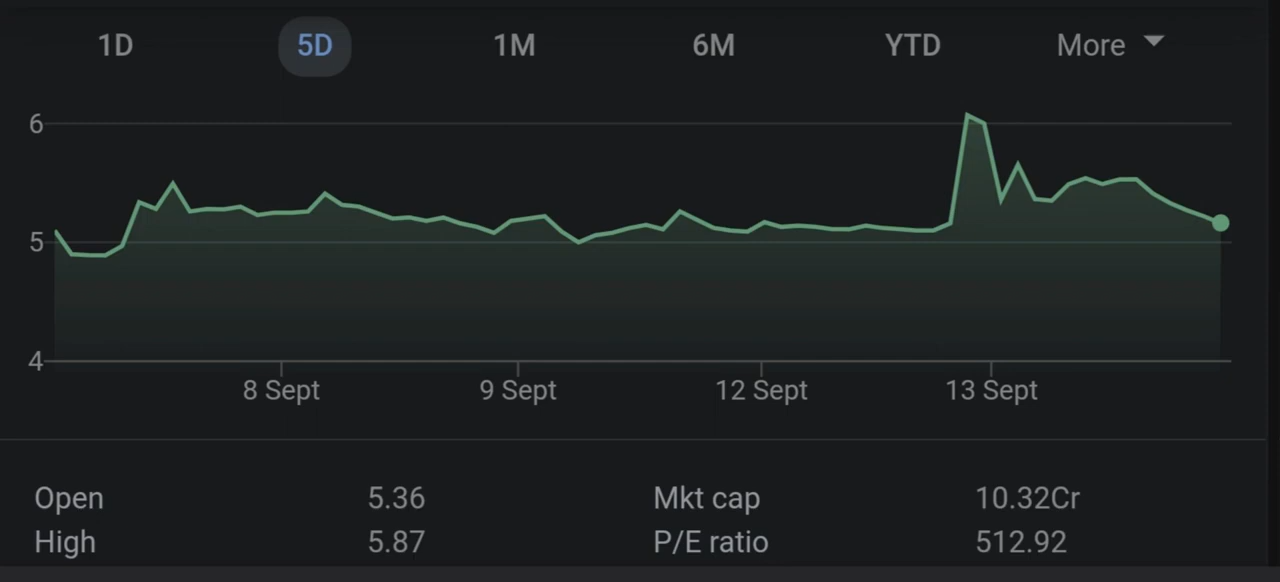 1D 5D 1M 6M YTD More
6
5
4
8 Sept 9 Sept 12 Sept 13 Sept
Open 5.36 Mkt cap 10.32Cr
High 5.87 P/E ratio 512.92